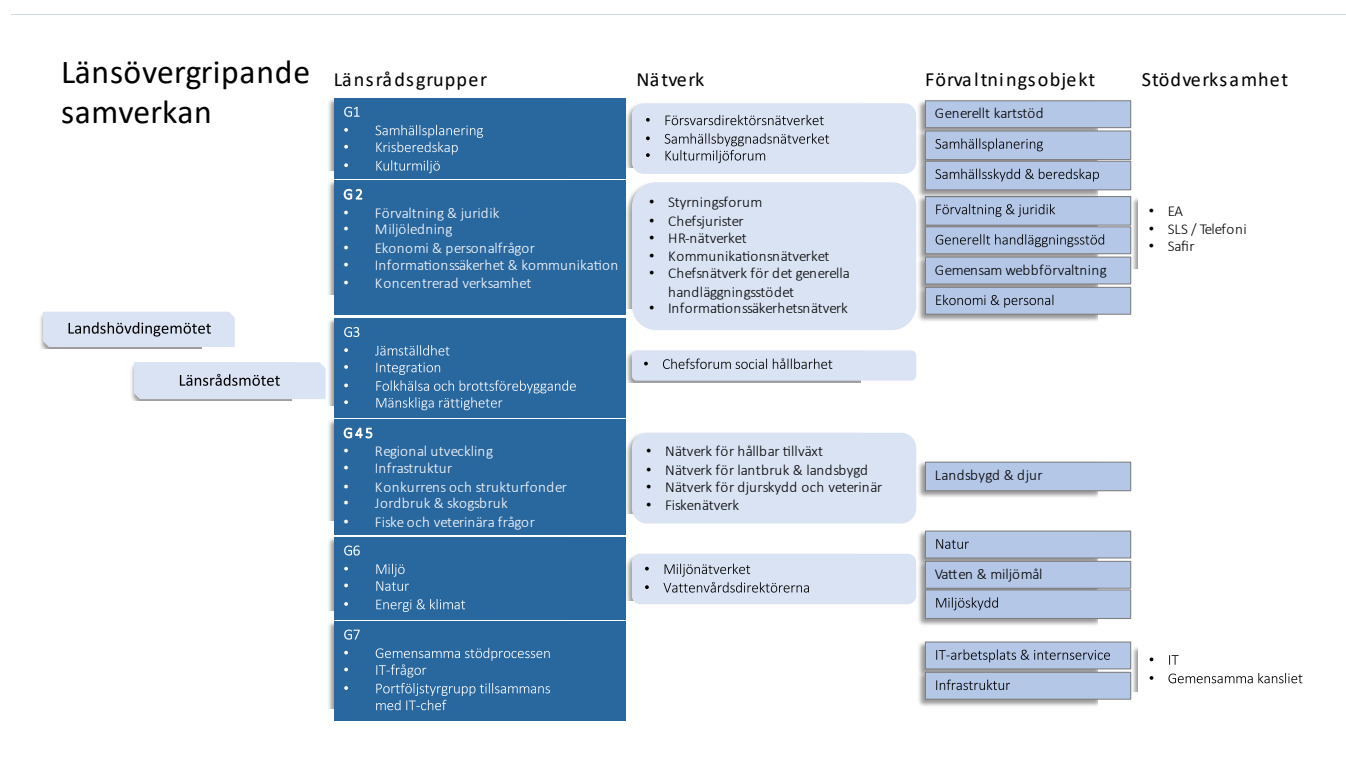 Länsövergripande
samverkan
Landshövdingemötet
Länsrådsmötet
Länsrådsgrupper
G1
• Samhällsplanering
• Krisberedskap
• Kulturmiljö
G2
• Förvaltning & juridik
• Miljöledning
• Ekonomi & personalfrågor
• Informationssäkerhet & kommunikation
• Koncentrerad verksamhet
G3
• Jämställdhet
• Integration
• Folkhälsa och brottsförebyggande
• Mänskliga rättigheter
G45
• Regional utveckling
• Infrastruktur
• Konkurrens och strukturfonder
• Jordbruk & skogsbruk
• Fiske och veterinära frågor
G6
• Miljö
• Natur
• Energi & klimat
G7
• Gemensamma stödprocessen
• IT-frågor
• Portföljstyrgrupp tillsammans
med IT-chef
Nätverk
• Försvarsdirektörsnätverket
• Samhällsbyggnadsnätverket
• Kulturmiljöforum
• Styrningsforum
• Chefsjurister
• HR-nätverket
• Kommunikationsnätverket
• Chefsnätverk för det generella
handläggningsstödet
• Informationssäkerhetsnätverk
• Chefsforum social hållbarhet
• Nätverk för hållbar tillväxt
• Nätverk för lantbruk & landsbygd
• Nätverk för djurskydd och veterinär
• Fiskenätverk
• Miljönätverket
• Vattenvårdsdirektörerna
Förvaltningsobjekt
Generellt kartstöd
Samhällsplanering
Samhällsskydd & beredskap
Förvaltning & juridik
Generellt handläggningsstöd
Gemensam webbförvaltning
Ekonomi & personal
Landsbygd & djur
Natur
Vatten & miljömål
Miljöskydd
IT-arbetsplats & internservice
Infrastruktur
Stödverksamhet
• EA
• SLS / Telefoni
• Safir
• IT
• Gemensamma kansliet